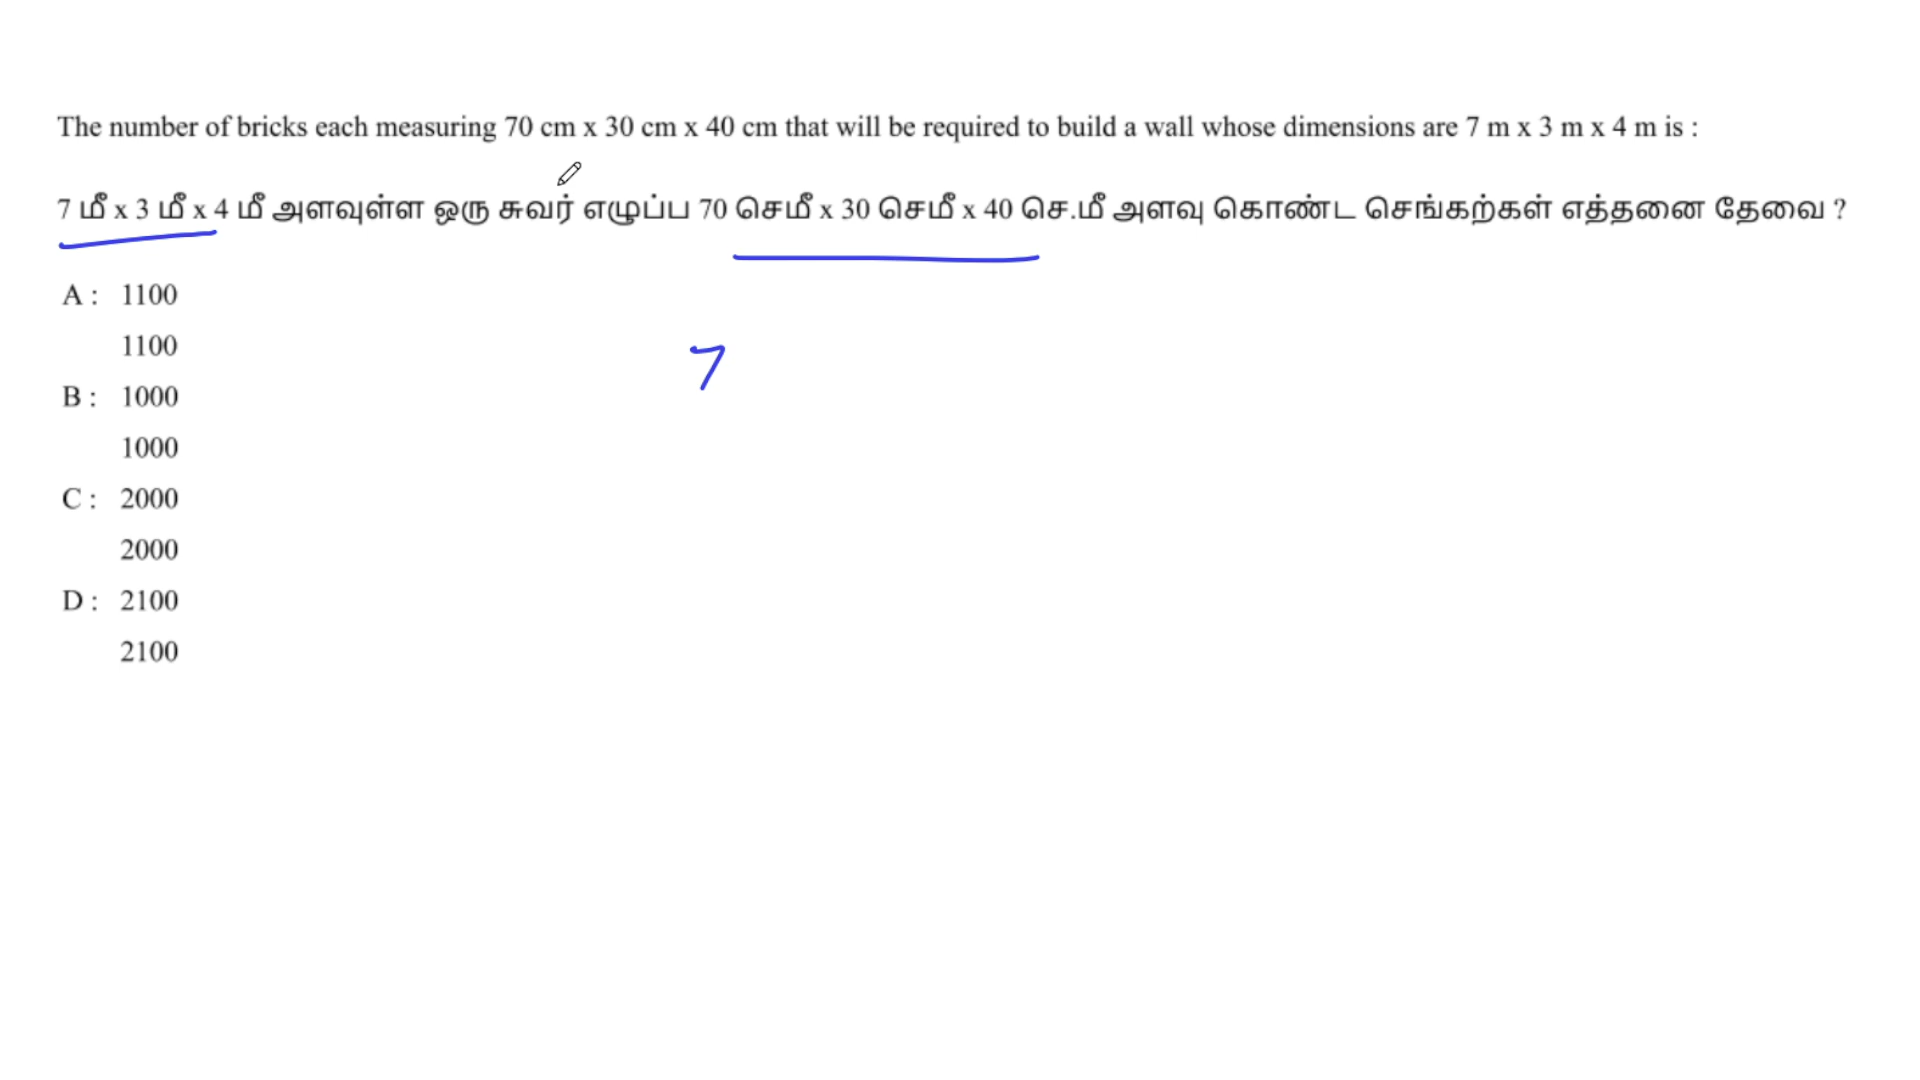 The number of bricks each measuring 70 cm x 30 cm x 40 cm that will be required to build a wall whose dimensions are 7 m x 3 m x 4 m is :
7 மீ x 3 மீ x 4 மீ அளவுள்ள ஒரு சுவர் எழுப்ப 70 செமீ x 30 செமீ x 40 செ.மீ அளவு கொண்ட செங்கற்கள் எத்தனை தேவை ?
A : 1100
1100
7
B : 1000
1000
C : 2000
2000
D : 2100
2100